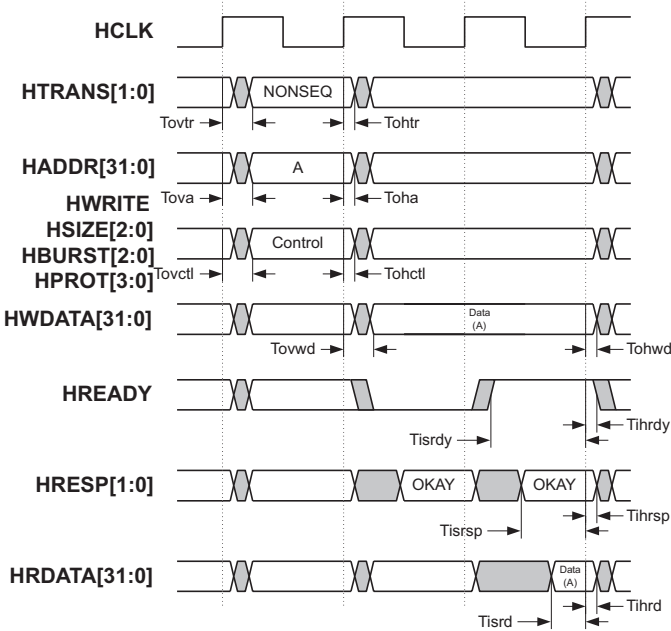 HCLK
HTRANS[1:0]
NONSEQ
Tovtr
Tohtr
HADDR[31:0]
A
Tova
Toha
HWRITE
HSIZE[2:0]
HBURST[2:0]
HPROT[3:0]
Control
Tovctl
Tohctl
HWDATA[31:0]
Data
(A)
Tovwd
Tohwd
HREADY
Tisrdy
Tihrdy
HRESP[1:0]
OKAY
OKAY
Tisrsp
Tihrsp
HRDATA[31:0]
Data
(A)
Tisrd
Tihrd